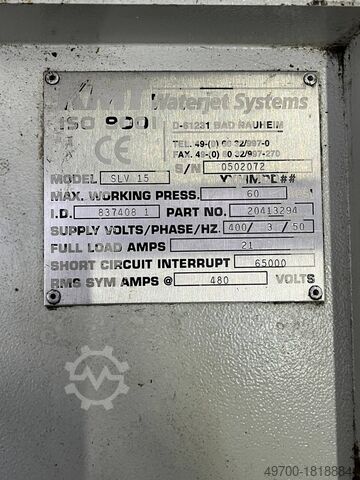 KMT Waterjet Systems
ISO 9001
D-61231 BAD NAUHEIM
CE
TEL. 49-(0) 60 32/997-0
FAX. 49-(0) 60 32/997-270
S/N 0502072
MODEL SLV 15 YYMMDD##
MAX. WORKING PRESS. 60
I.D. 837408 1 PART NO. 20413294
SUPPLY VOLTS/PHASE/HZ. 400/ 3 / 50
FULL LOAD AMPS 21
SHORT CIRCUIT INTERRUPT 65000
RMS SYM AMPS @ 480 VOLTS